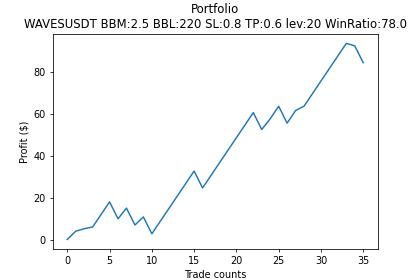 Portfolio
WAVESUSDT BBM:2.5 BBL:220 SL:0.8 TP:0.6 lev:20 WinRatio:78.0
80
60
40
20
0
Profit ($)
0 5 10 15 20 25 30 35
Trade counts